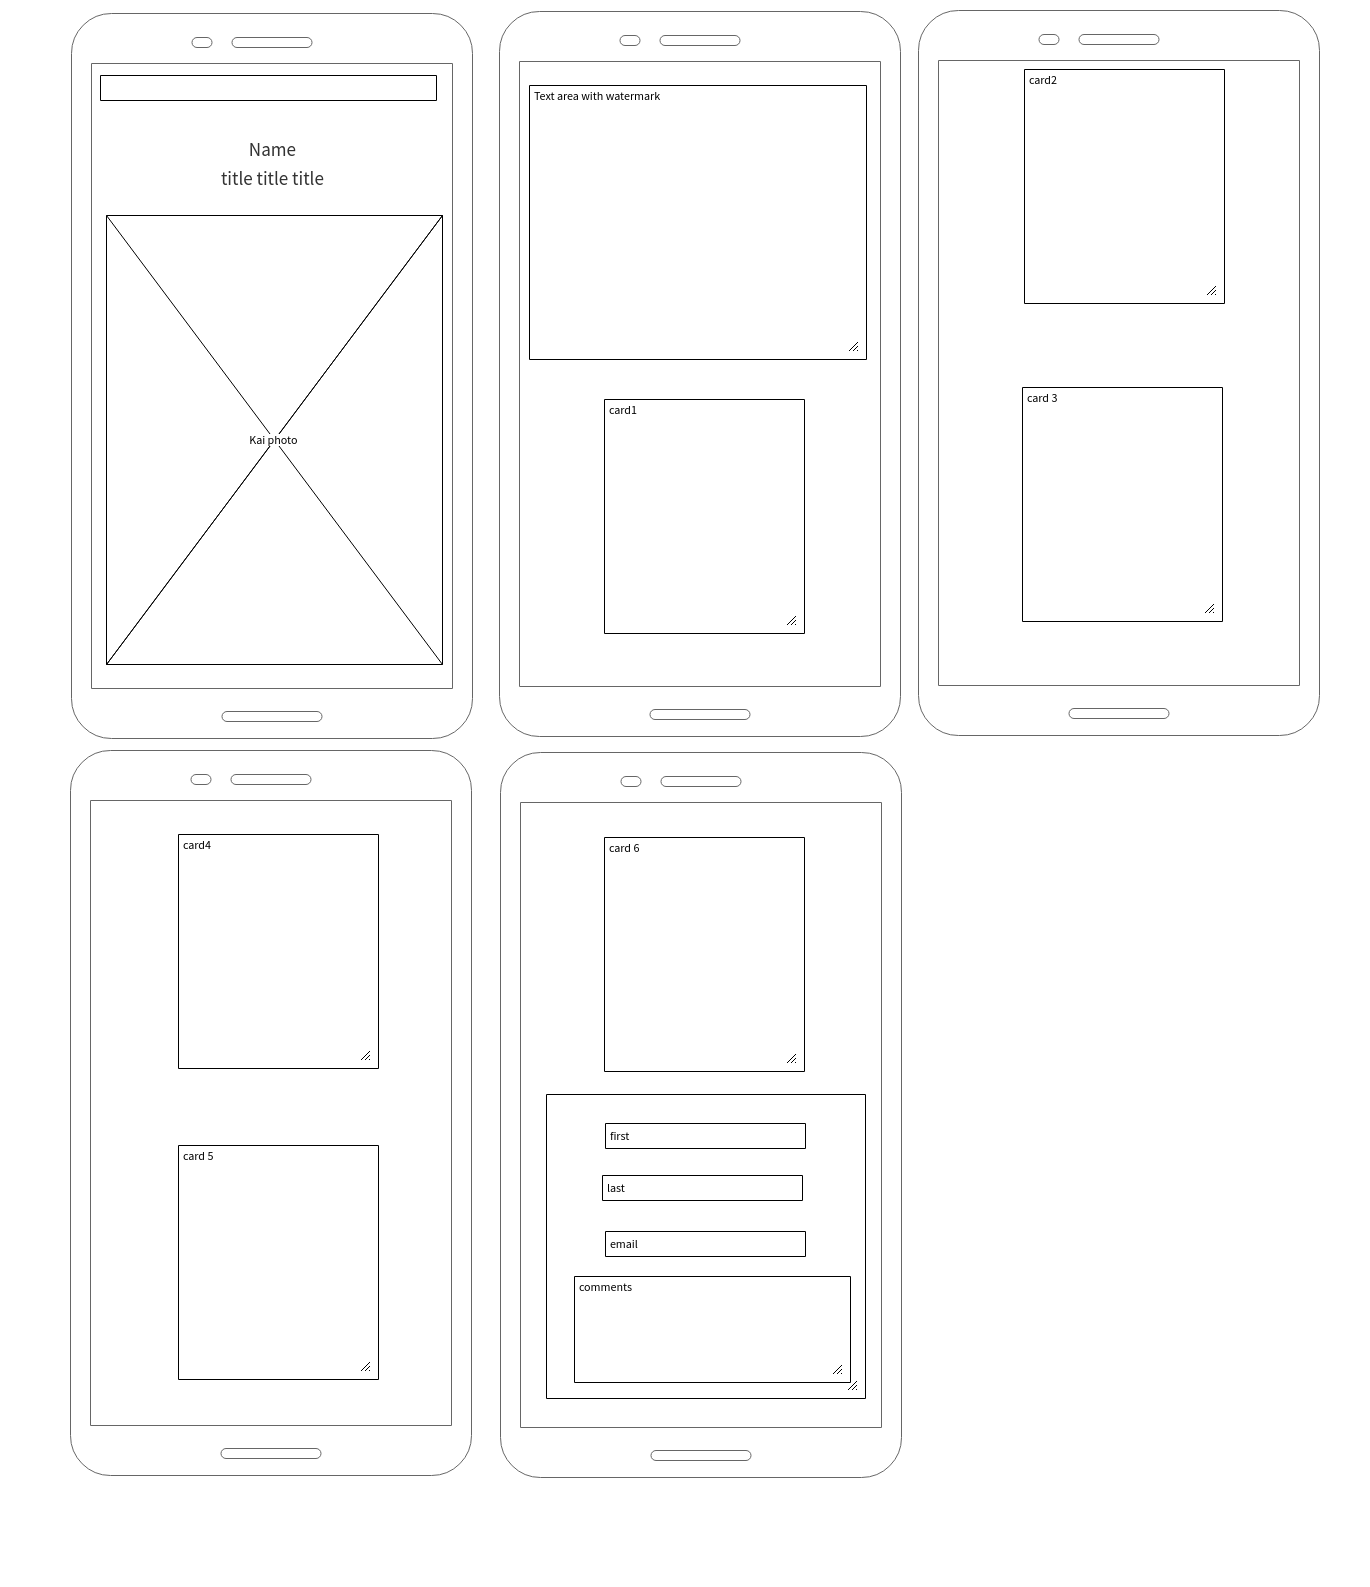 Name
title title title
Kai photo
Text area with watermark
card1
card2
card 3
card4
card 5
card 6
first
last
email
comments